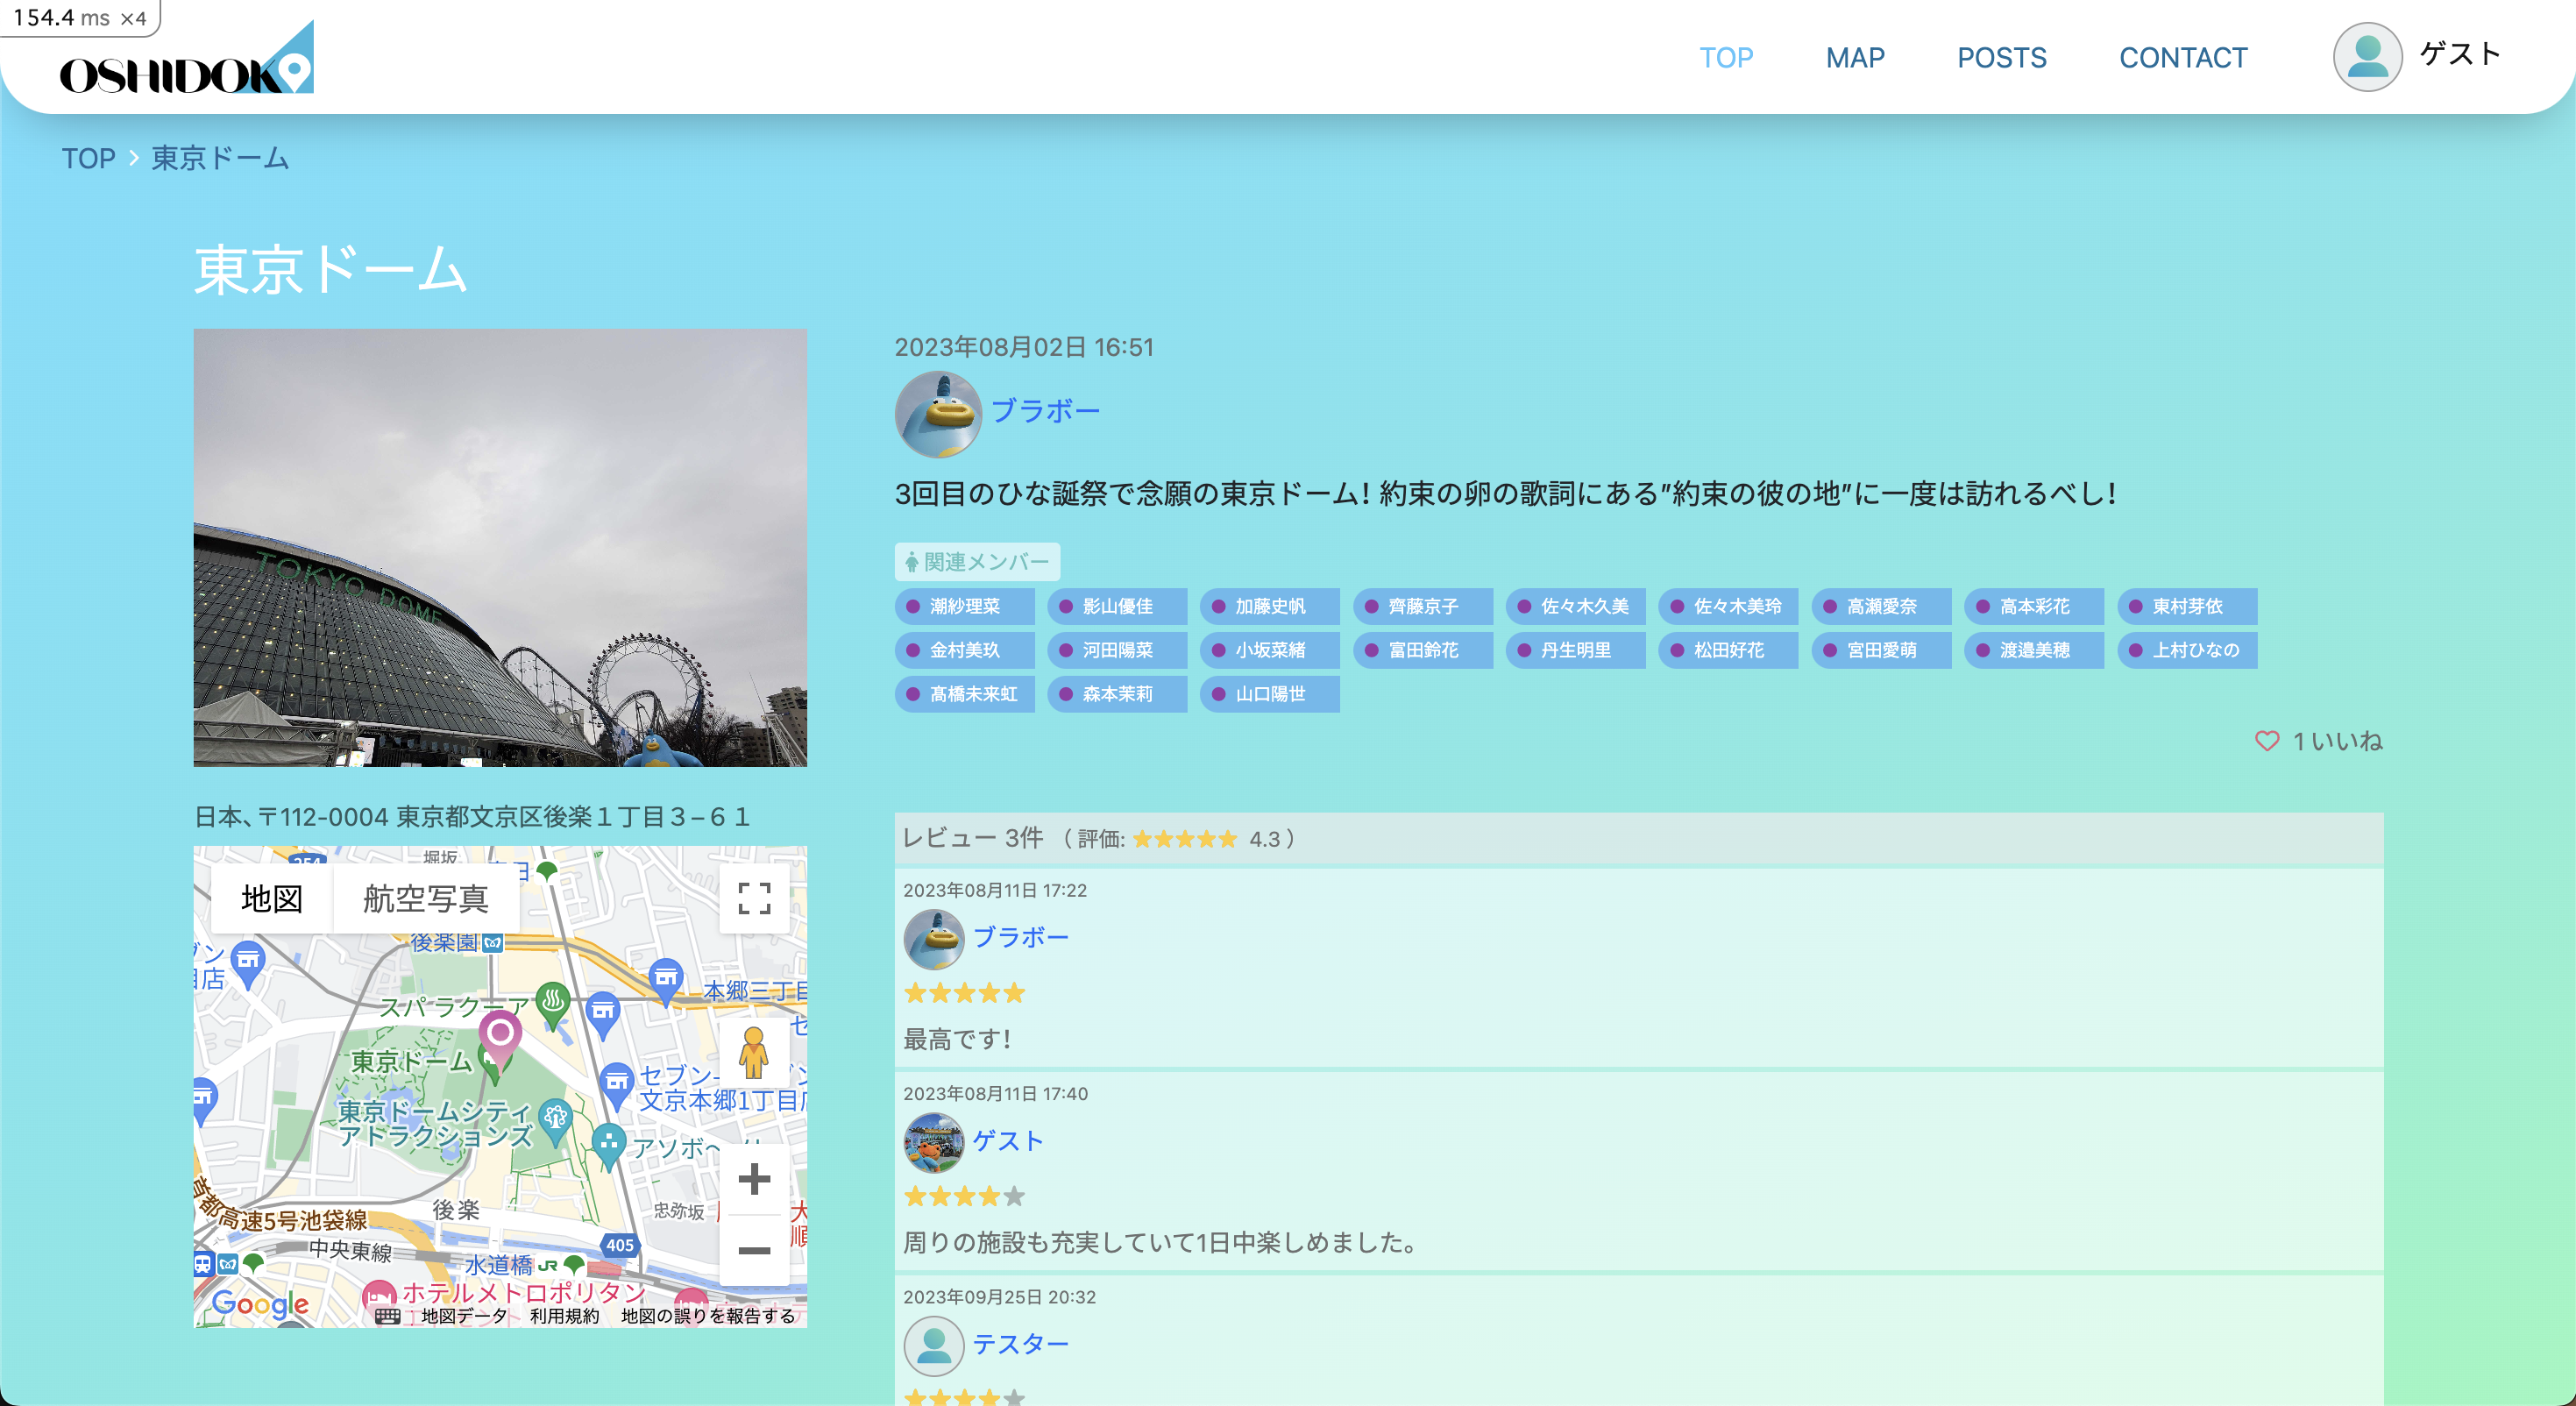 154.4 ms ×4
OSHIDOKO
TOP MAP POSTS CONTACT ゲスト
TOP > 東京ドーム
東京ドーム
TOKYO DOME
2023年08月02日 16:51
ブラボー
3回目のひな誕祭で念願の東京ドーム！約束の卵の歌詞にある”約束の彼の地”に一度は訪れるべし！
関連メンバー
潮紗理菜 影山優佳 加藤史帆 齊藤京子 佐々木久美 佐々木美玲 高瀬愛奈 高本彩花 東村芽依
金村美玖 河田陽菜 小坂菜緒 富田鈴花 丹生明里 松田好花 宮田愛萌 渡邉美穂 上村ひなの
髙橋未来虹 森本茉莉 山口陽世
1 いいね
日本、〒112-0004 東京都文京区後楽１丁目３−６１
254
堀坂
地図 航空写真
後楽園
スパ ラクーア
本郷三丁目
東京ドーム
セブン-
文京本郷1丁目店
東京ドームシティ
アトラクションズ
アソボ〜
後楽
忠弥坂
高速5号池袋線
中央東線
405
水道橋 JR
ホテルメトロポリタン
Google
地図データ 利用規約 地図の誤りを報告する
レビュー 3件 （ 評価: ★★★★★ 4.3 ）
2023年08月11日 17:22
ブラボー
★★★★★
最高です！
2023年08月11日 17:40
ゲスト
★★★★★
周りの施設も充実していて1日中楽しめました。
2023年09月25日 20:32
テスター
★★★★★